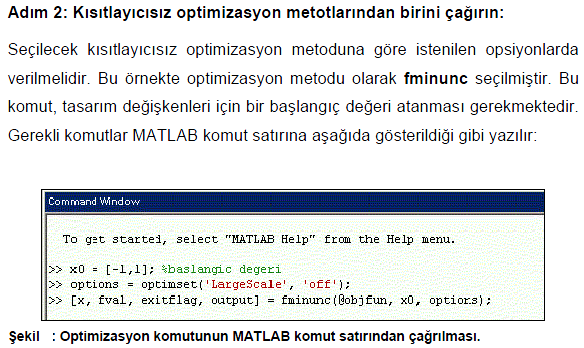 Adım 2: Kısıtlayıcısız optimizasyon metotlarından birini çağırın:
Seçilecek kısıtlayıcısız optimizasyon metoduna göre istenilen opsiyonlarda
verilmelidir. Bu örnekte optimizasyon metodu olarak fminunc seçilmiştir. Bu
komut, tasarım değişkenleri için bir başlangıç değeri atanması gerekmektedir.
Gerekli komutlar MATLAB komut satırına aşağıda gösterildiği gibi yazılır:
Command Window
To get started, select "MATLAB Help" from the Help menu.
>> x0 = [-1,1]; %baslangic degeri
>> options = optimset('LargeScale', 'off');
>> [x, fval, exitflag, output] = fminunc(@objfun, x0, options);
Şekil : Optimizasyon komutunun MATLAB komut satırından çağrılması.